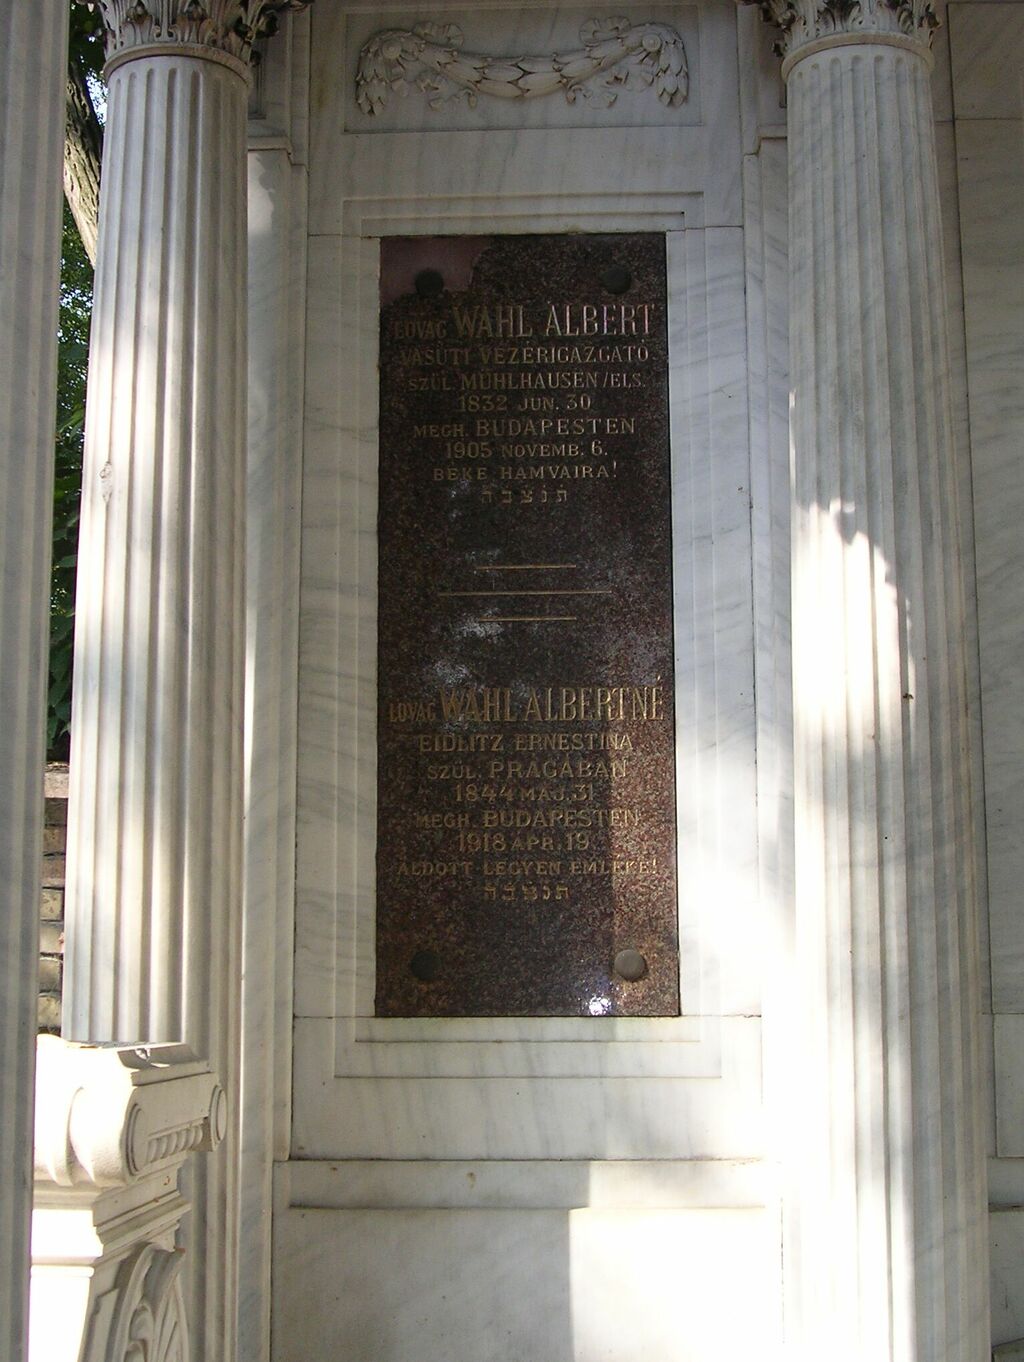 LOVAG WAHL ALBERT
VASUTI VEZÉRIGAZGATÓ
SZÜL. MÜHLHAUSEN/ELS.
1832 JUN. 30
MEGH. BUDAPESTEN
1905 NOVEMB. 6.
BÉKE HAMVAIRA!
תנצבה
LOVAG WAHL ALBERTNÉ
EIDLITZ ERNESTINA
SZÜL. PRÁGÁBAN
1844 MÁJ. 31
MEGH. BUDAPESTEN
1918 APR. 19.
ÁLDOTT LEGYEN EMLÉKE!
תנצבה